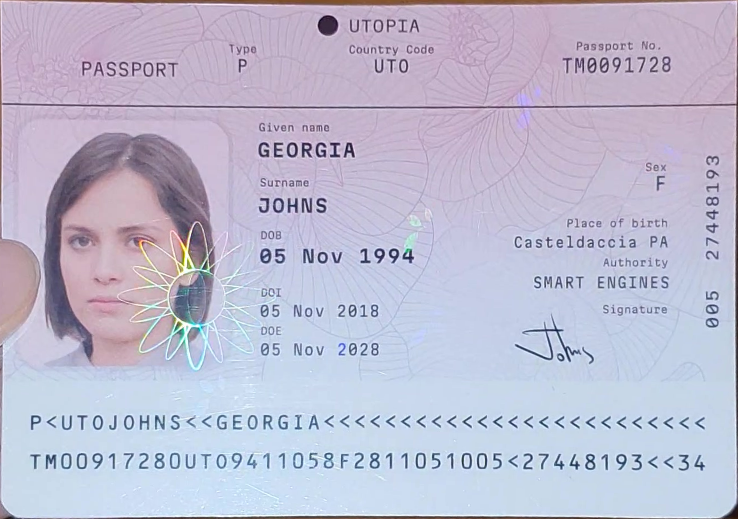 UTOPIA
PASSPORT
Type
P
Country Code
UTO
Passport No.
TM0091728
Given name
GEORGIA
Surname
JOHNS
DOB
05 Nov 1994
DOI
05 Nov 2018
DOE
05 Nov 2028
Sex
F
Place of birth
Casteldaccia PA
Authority
SMART ENGINES
Signature
Johns
005 27448193
P<UTOJOHNS<<GEORGIA<<<<<<<<<<<<<<<<<<<<<<<<<
TM00917280UTO9411058F2811051005<27448193<<34